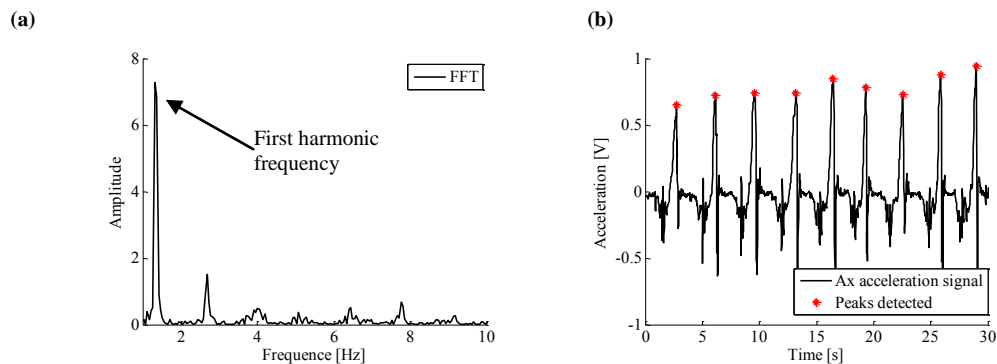 (a)
(b)
8
6
4
2
0
Amplitude
FFT
First harmonic
frequency
2
4
6
8
10
Frequence [Hz]
1
0.5
0
-0.5
-1
Acceleration [V]
Ax acceleration signal
Peaks detected
0
5
10
15
20
25
30
Time [s]